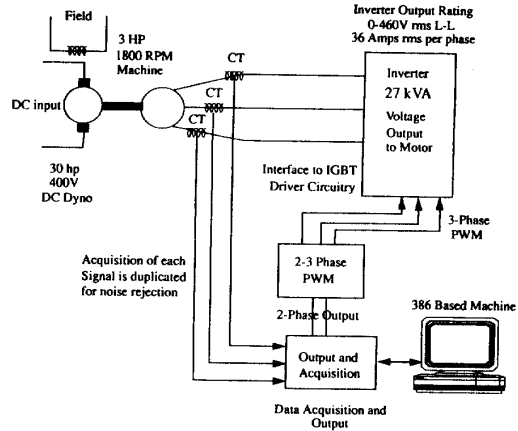 Field
3 HP
1800 RPM
Machine
DC input
30 hp
400V
DC Dyno
CT
CT
CT
Inverter Output Rating
0-460V rms L-L
36 Amps rms per phase
Inverter
27 kVA
Voltage
Output
to Motor
Interface to IGBT
Driver Circuitry
3-Phase
PWM
2-3 Phase
PWM
Acquisition of each
Signal is duplicated
for noise rejection
2-Phase Output
386 Based Machine
Output and
Acquisition
Data Acquisition and
Output